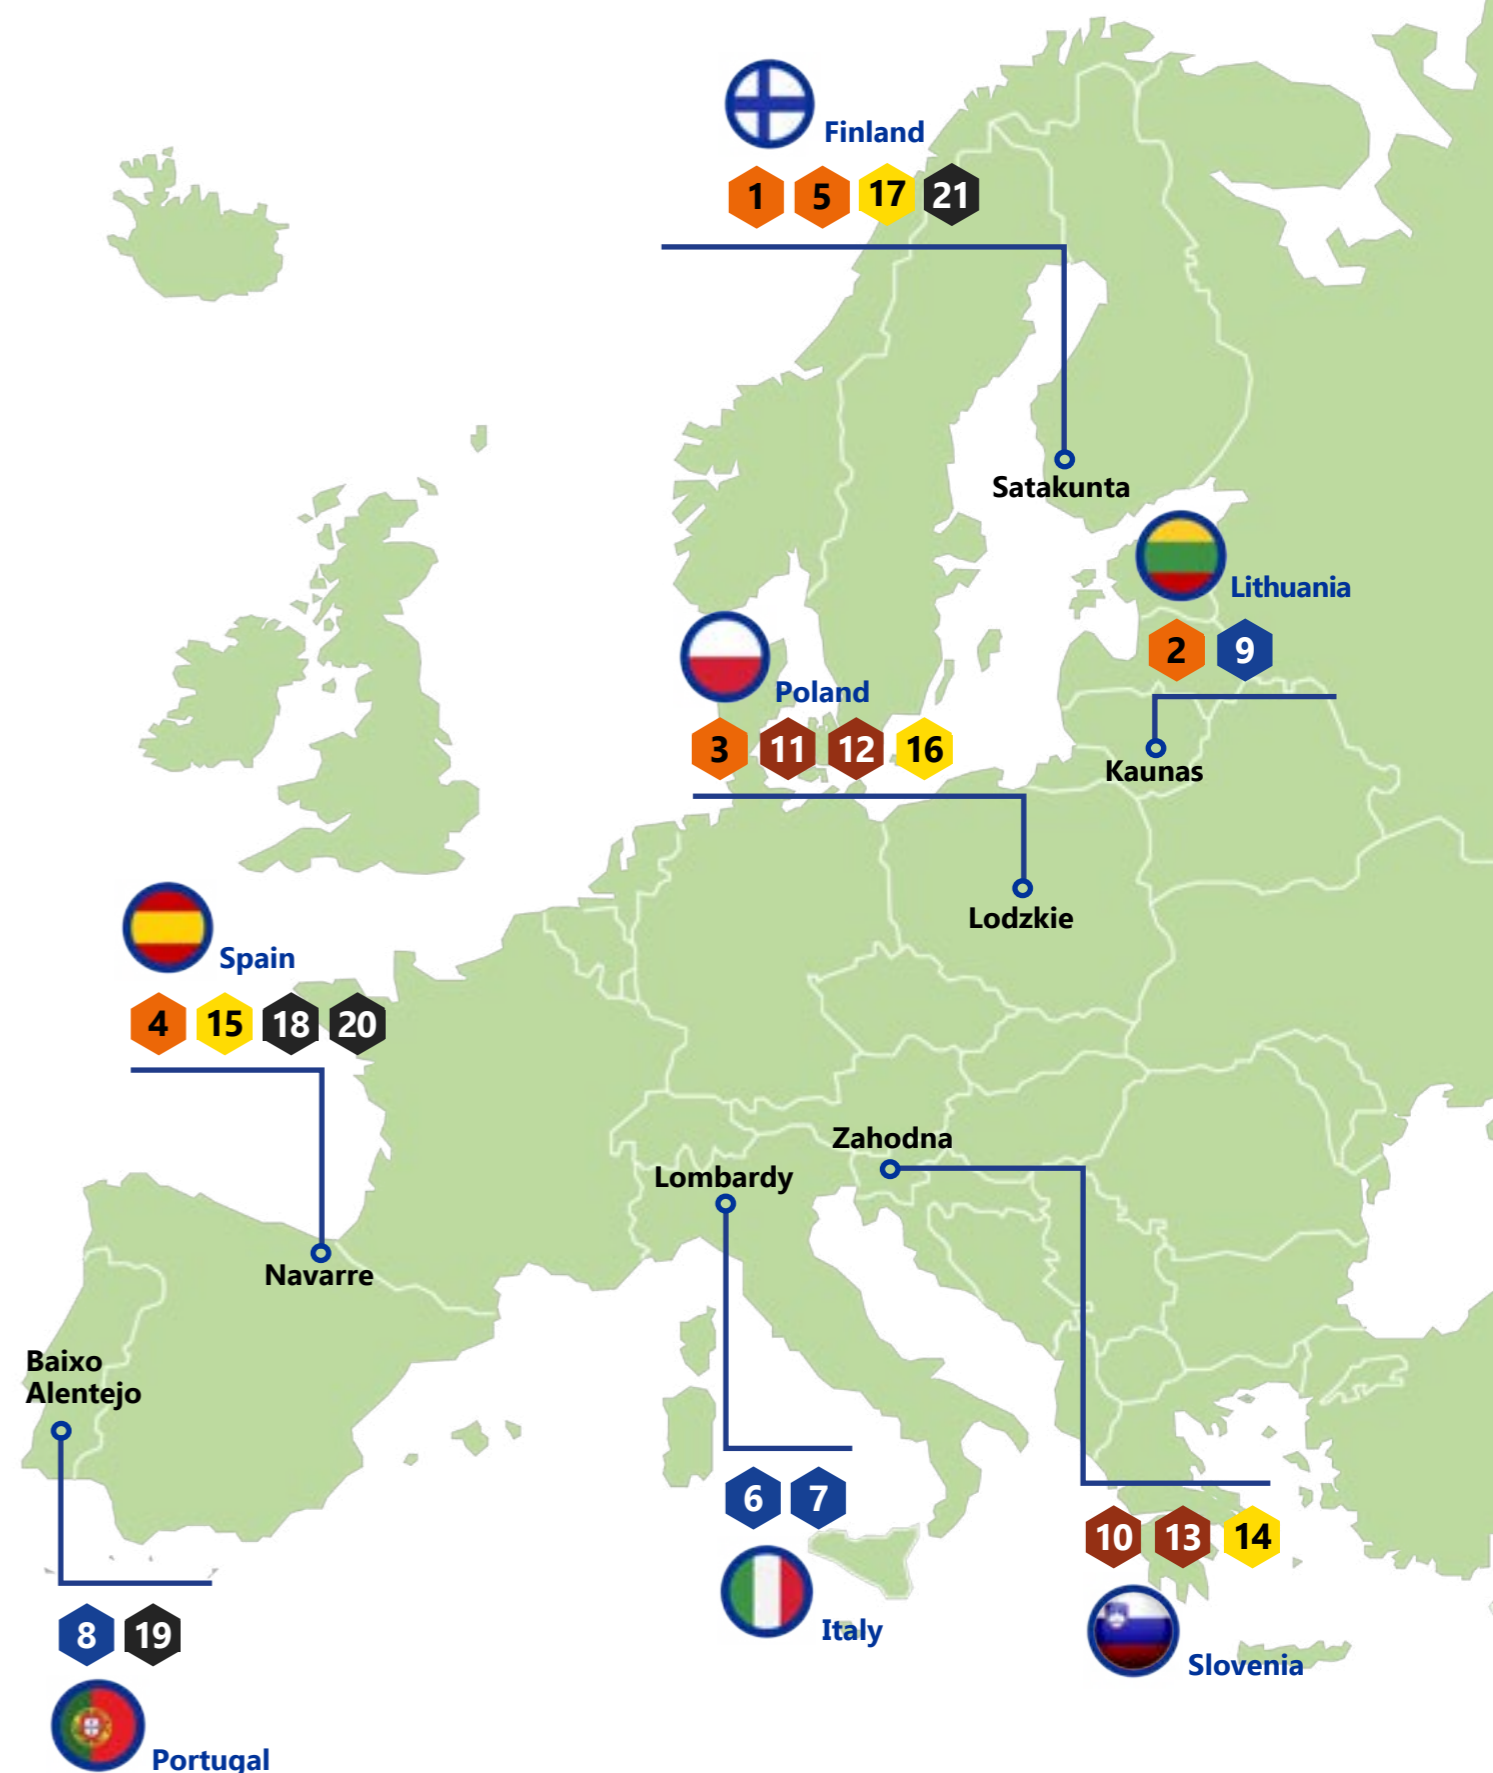 Finland
1 5 17 21
Satakunta
Lithuania
2 9
Kaunas
Poland
3 11 12 16
Lodzkie
Spain
4 15 18 20
Navarre
Zahodna
Lombardy
Baixo
Alentejo
6 7
Italy
10 13 14
Slovenia
8 19
Portugal